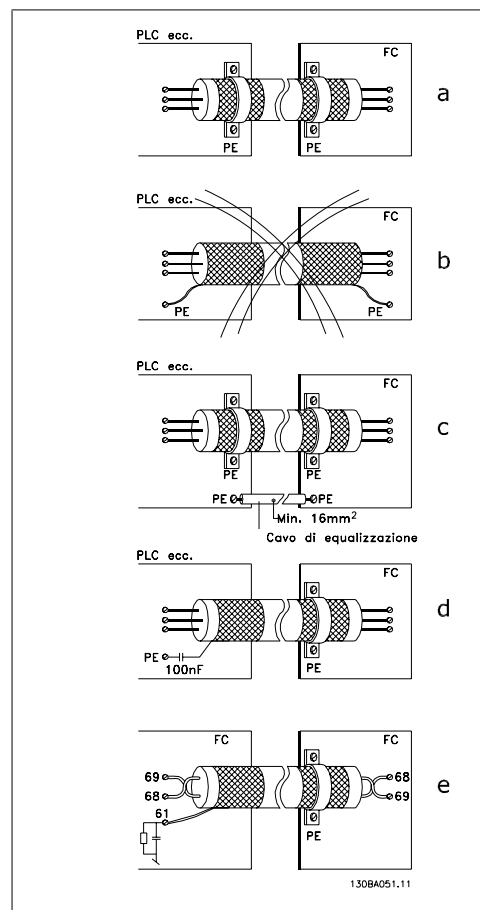 PLC ecc.
FC
PE
PE
a
PLC ecc.
FC
PE
PE
b
PLC ecc.
FC
PE
PE
c
PE
PE
Min. 16mm²
Cavo di equalizzazione
PLC ecc.
FC
d
PE
100nF
PE
FC
FC
69
68
68
69
e
61
PE
130BA051.11